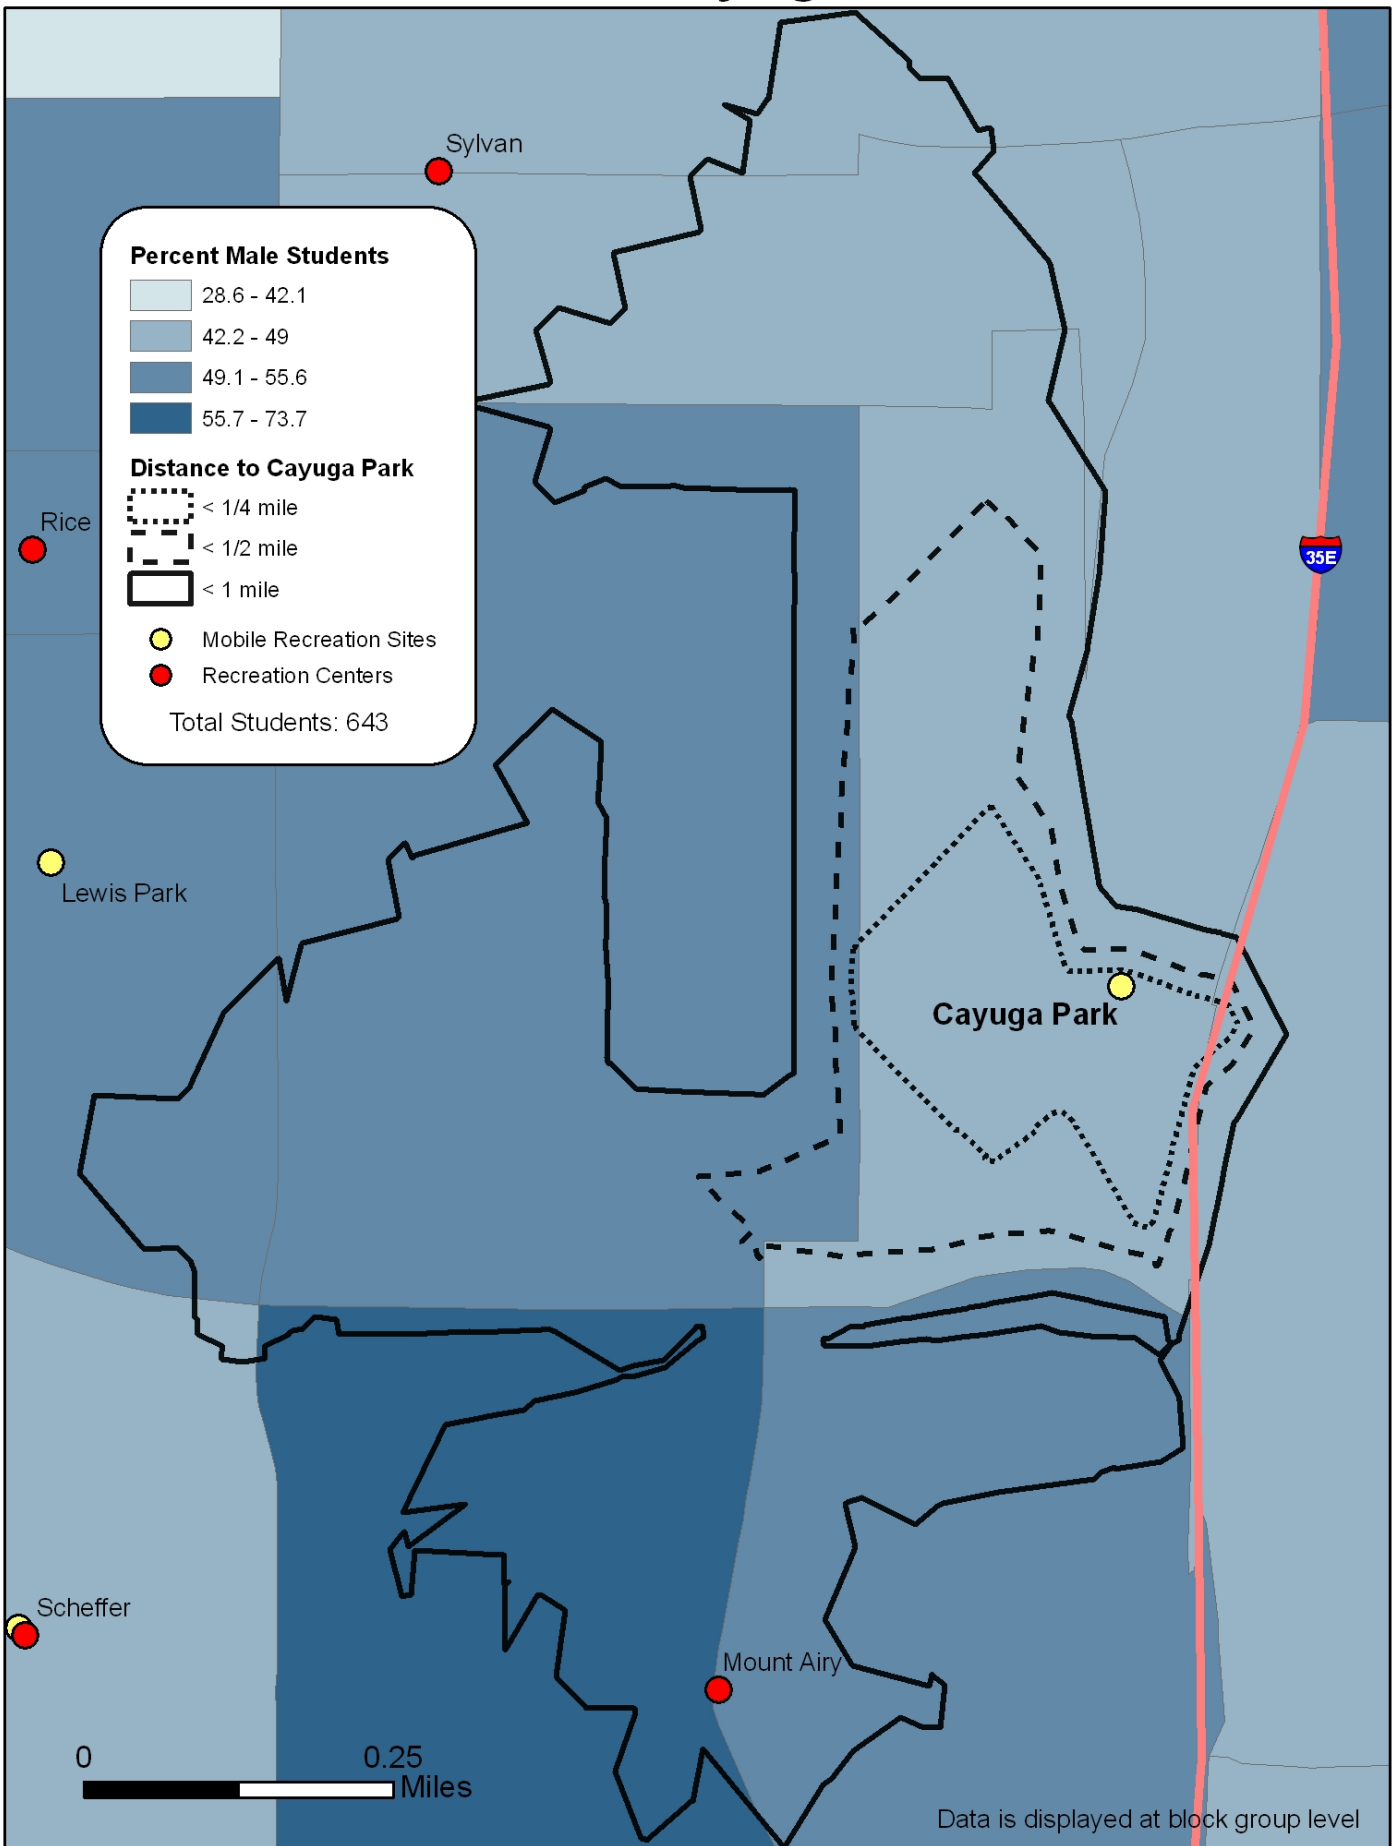 Sylvan
Percent Male Students
28.6 - 42.1
42.2 - 49
49.1 - 55.6
55.7 - 73.7
Distance to Cayuga Park
< 1/4 mile
< 1/2 mile
< 1 mile
Mobile Recreation Sites
Recreation Centers
Total Students: 643
Rice
35E
Lewis Park
Cayuga Park
Scheffer
Mount Airy
0 0.25
Miles
Data is displayed at block group level